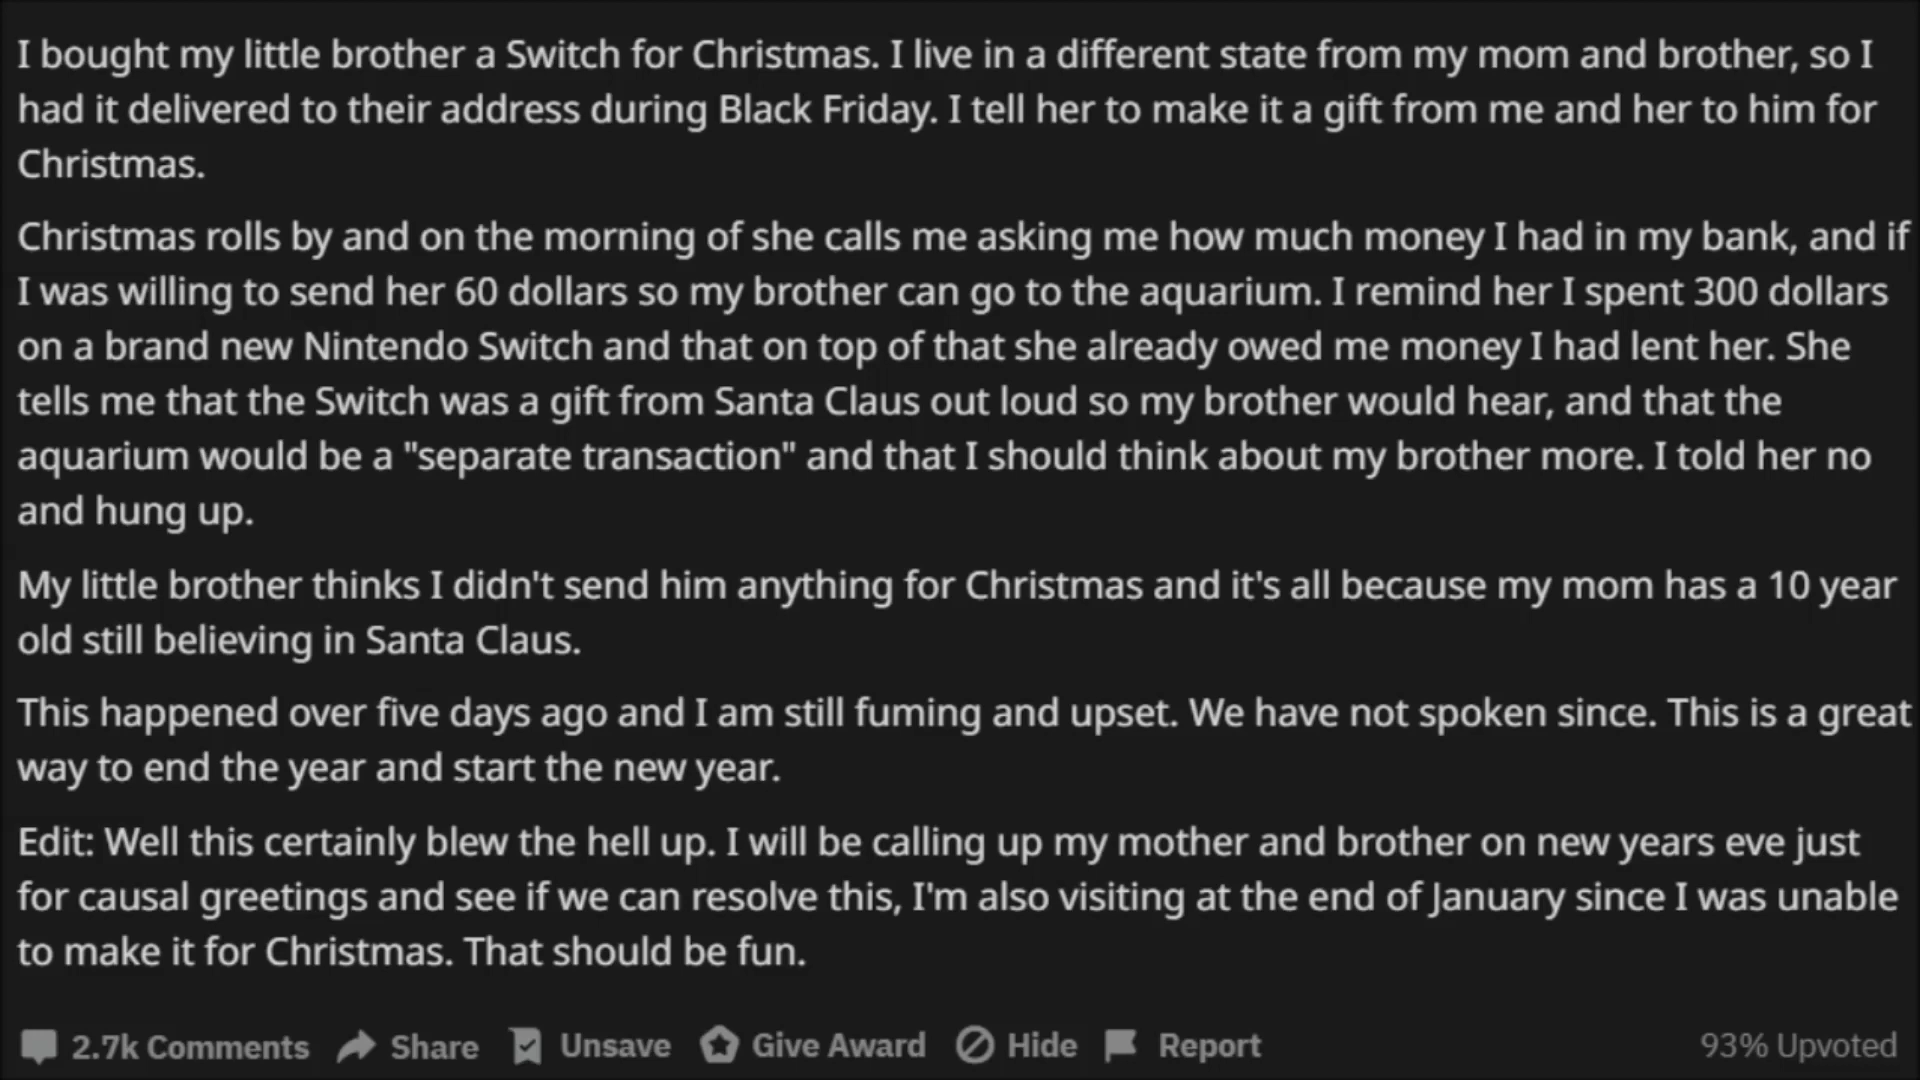 I bought my little brother a Switch for Christmas. I live in a different state from my mom and brother, so I
had it delivered to their address during Black Friday. I tell her to make it a gift from me and her to him for
Christmas.
Christmas rolls by and on the morning of she calls me asking me how much money I had in my bank, and if
I was willing to send her 60 dollars so my brother can go to the aquarium. I remind her I spent 300 dollars
on a brand new Nintendo Switch and that on top of that she already owed me money I had lent her. She
tells me that the Switch was a gift from Santa Claus out loud so my brother would hear, and that the
aquarium would be a "separate transaction" and that I should think about my brother more. I told her no
and hung up.
My little brother thinks I didn't send him anything for Christmas and it's all because my mom has a 10 year
old still believing in Santa Claus.
This happened over five days ago and I am still fuming and upset. We have not spoken since. This is a great
way to end the year and start the new year.
Edit: Well this certainly blew the hell up. I will be calling up my mother and brother on new years eve just
for causal greetings and see if we can resolve this, I'm also visiting at the end of January since I was unable
to make it for Christmas. That should be fun.
2.7k Comments Share Unsave Give Award Hide Report 93% Upvoted